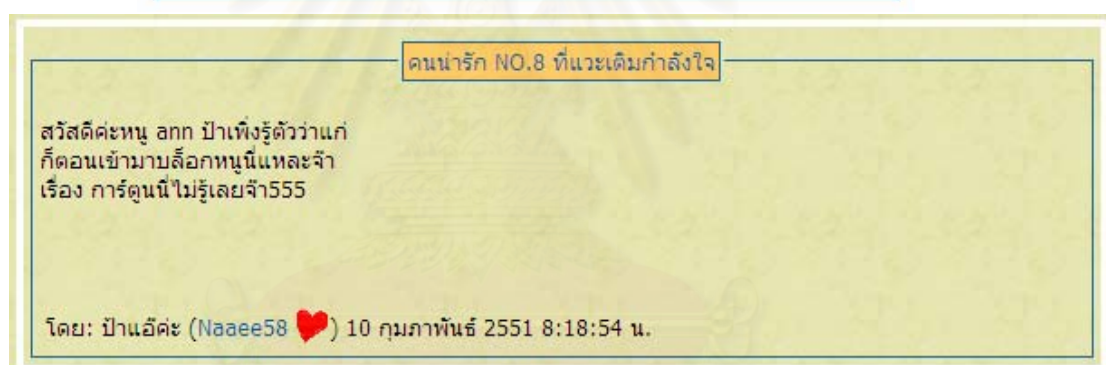 คนน่ารัก NO.8 ที่แวะเติมกำลังใจ
สวัสดีค่ะหนู ann ป้าเพิ่งรู้ตัวว่าแก่
ก็ตอนเข้ามาบล็อกหนูนี่แหละจ้า
เรื่อง การ์ตูนนี่ไม่รู้เลยจ้า555
โดย: ป้าแอ๊ค่ะ (Naaee58 ) 10 กุมภาพันธ์ 2551 8:18:54 น.